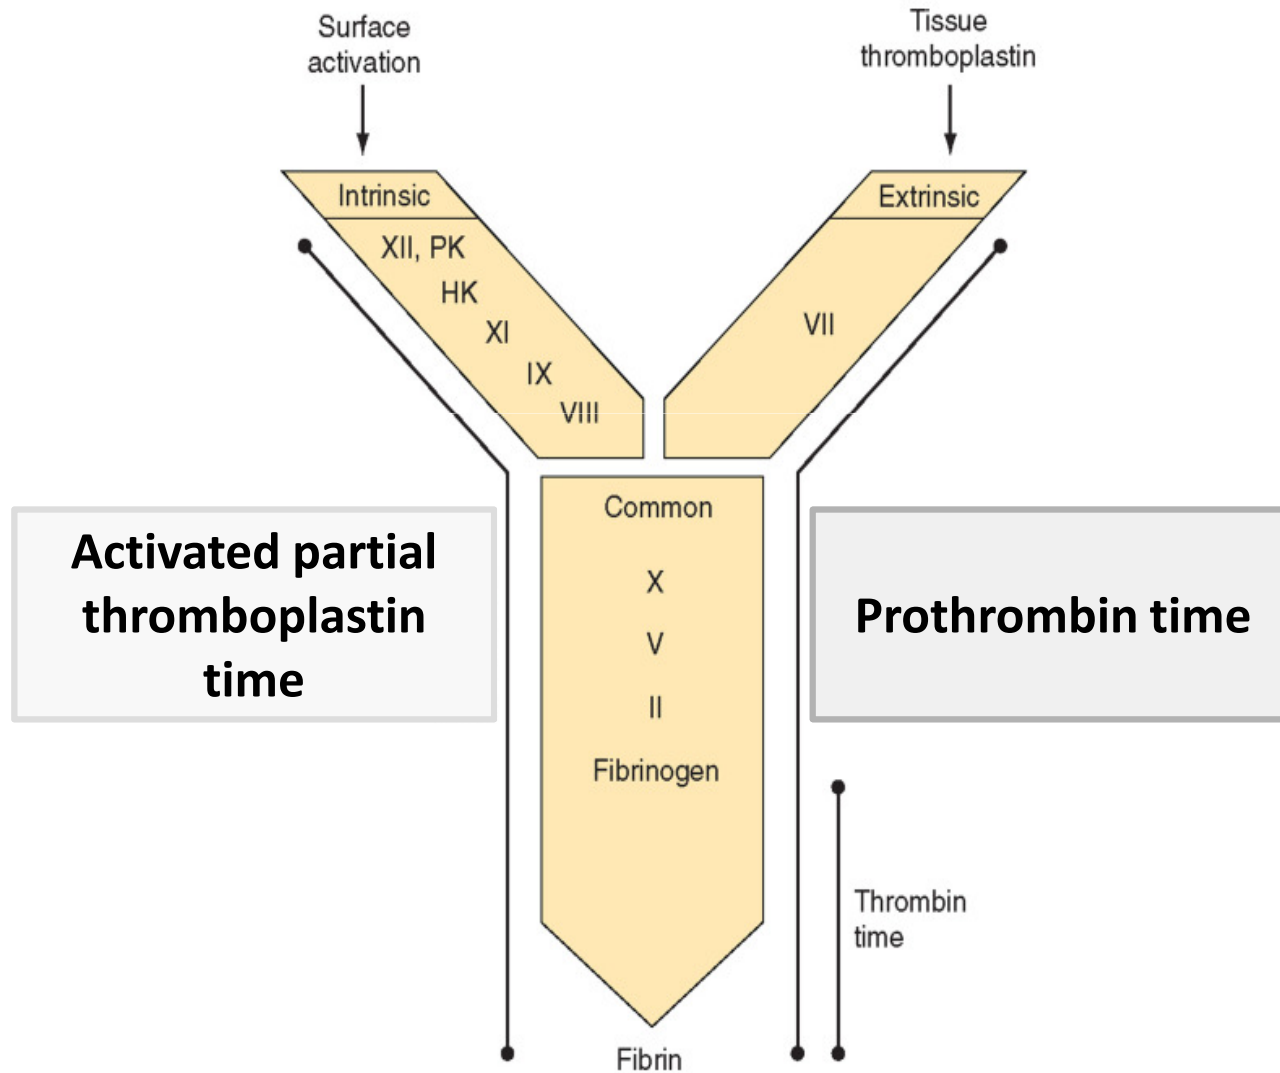 Surface
activation
Tissue
thromboplastin
Intrinsic
Extrinsic
XII, PK
HK
XI
IX
VIII
VII
Common
X
V
II
Fibrinogen
Activated partial
thromboplastin
time
Prothrombin time
Thrombin
time
Fibrin